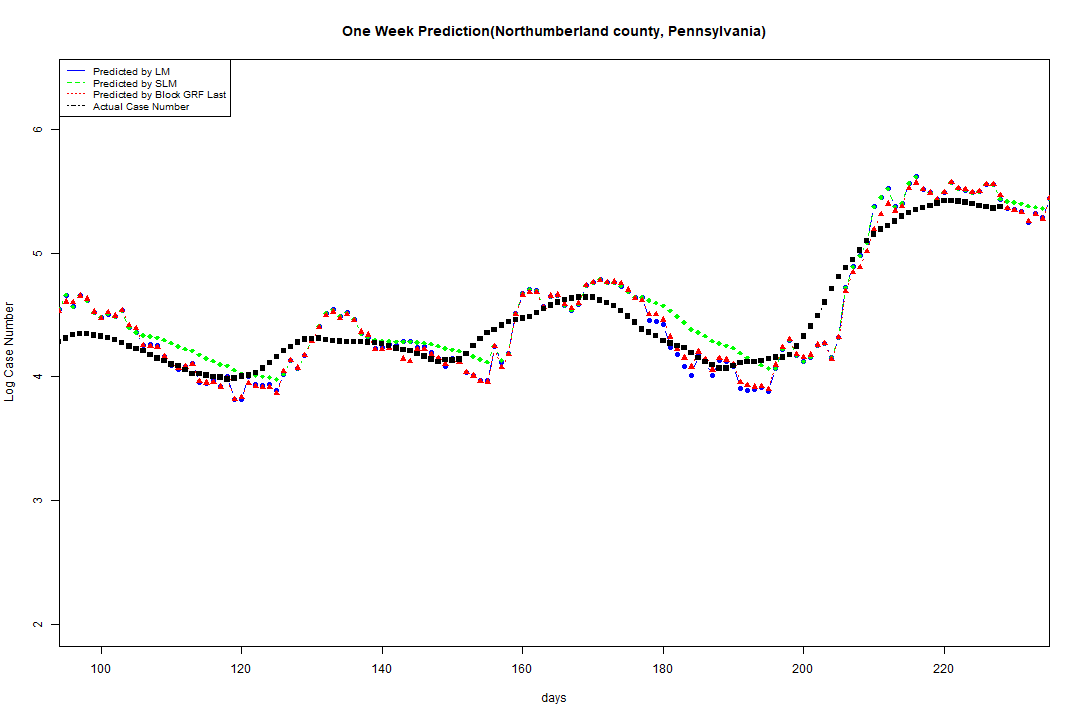 One Week Prediction(Northumberland county, Pennsylvania)
Predicted by LM
Predicted by SLM
Predicted by Block GRF Last
Actual Case Number
6
5
4
3
2
Log Case Number
100 120 140 160 180 200 220
days